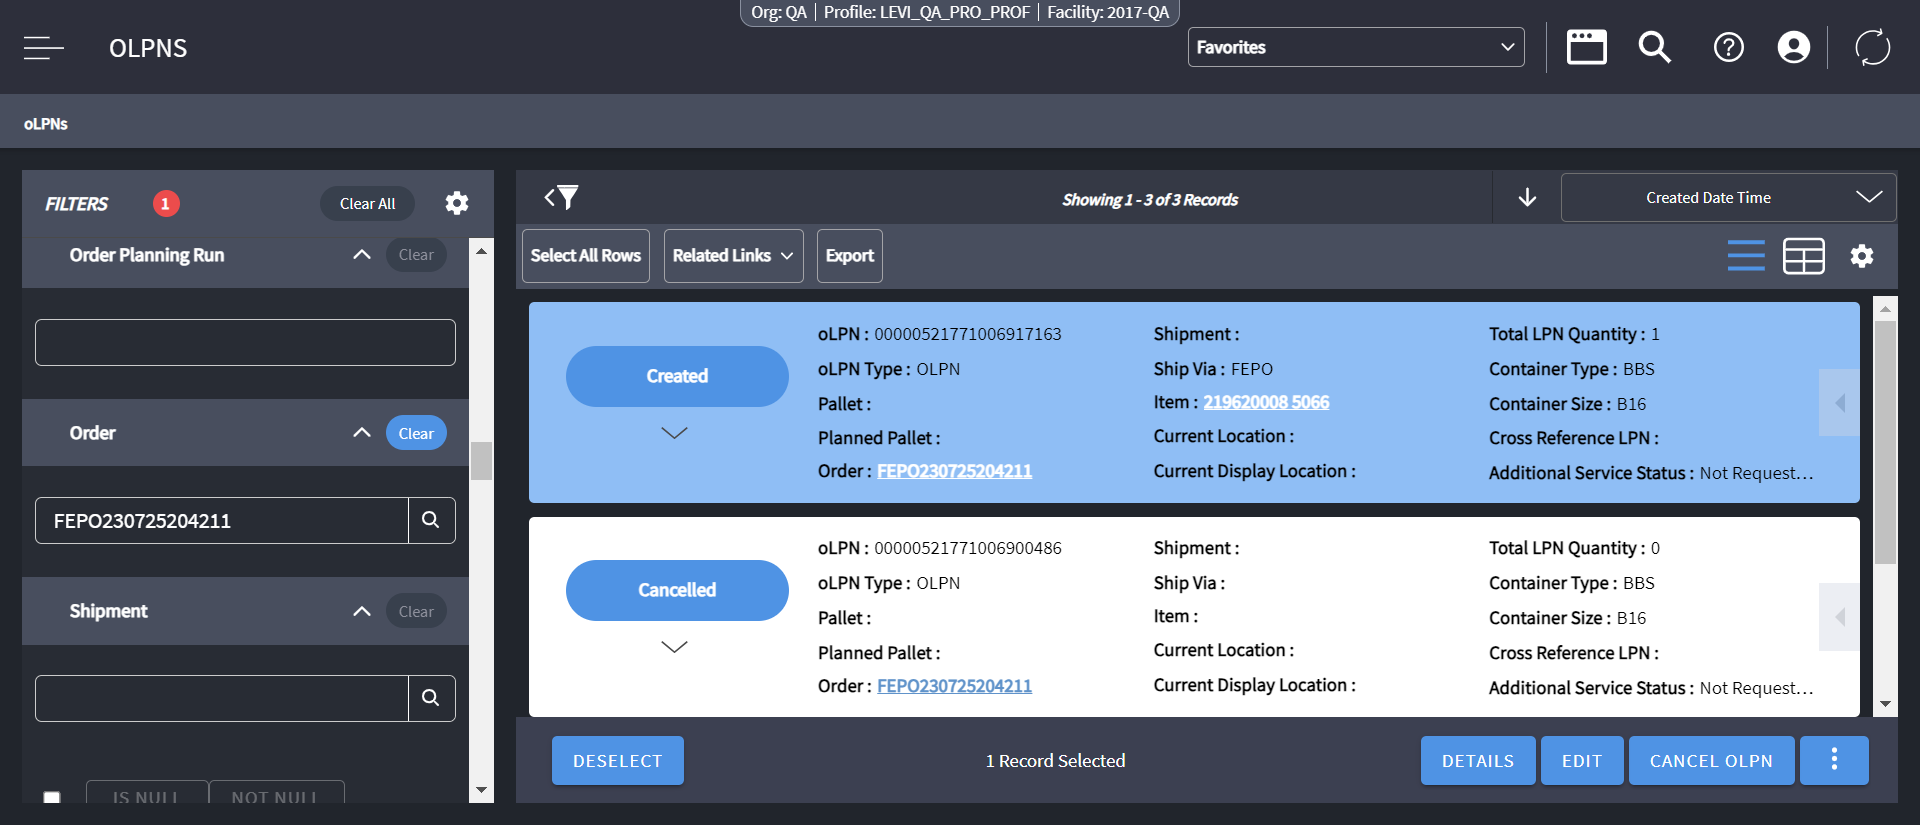 Org: QA | Profile: LEVI_QA_PRO_PROF | Facility: 2017-QA
OLPNS
Favorites
oLPNs
FILTERS
1
Clear All
Order Planning Run
Clear
Order
Clear
FEPO230725204211
Shipment
Clear
IS NULL
NOT NULL
Showing 1 - 3 of 3 Records
Created Date Time
Select All Rows
Related Links
Export
Created
oLPN : 00000521771006917163
oLPN Type : OLPN
Pallet :
Planned Pallet :
Order : FEPO230725204211
Shipment :
Ship Via : FEPO
Item : 219620008 5066
Current Location :
Current Display Location :
Total LPN Quantity : 1
Container Type : BBS
Container Size : B16
Cross Reference LPN :
Additional Service Status : Not Request...
Cancelled
oLPN : 00000521771006900486
oLPN Type : OLPN
Pallet :
Planned Pallet :
Order : FEPO230725204211
Shipment :
Ship Via :
Item :
Current Location :
Current Display Location :
Total LPN Quantity : 0
Container Type : BBS
Container Size : B16
Cross Reference LPN :
Additional Service Status : Not Request...
DESELECT
1 Record Selected
DETAILS
EDIT
CANCEL OLPN